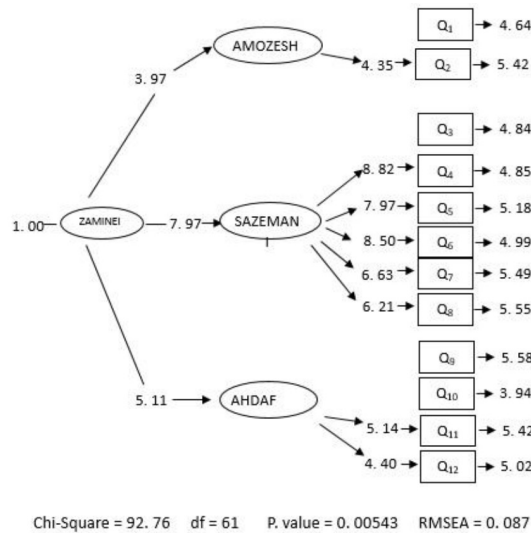 Q1 4.64
AMOZESH
4.35 Q2 5.42
3.97
Q3 4.84
8.82 Q4 4.85
7.97 Q5 5.18
1.00 ZAMINEI 7.97 SAZEMAN
I
8.50 Q6 4.99
6.63 Q7 5.49
6.21 Q8 5.55
Q9 5.58
5.11 AHDAF
Q10 3.94
5.14 Q11 5.42
4.40 Q12 5.02
Chi-Square = 92.76 df = 61 P. value = 0.00543 RMSEA = 0.087